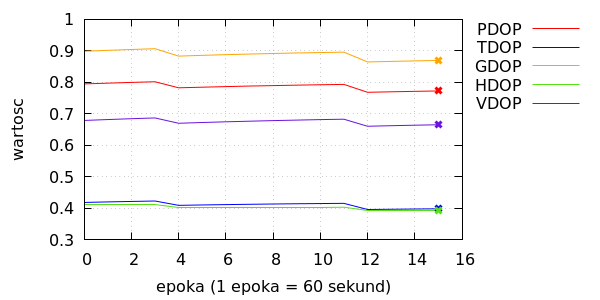 1
0.9
0.8
0.7
0.6
0.5
0.4
0.3
wartosc
0 2 4 6 8 10 12 14 16
epoka (1 epoka = 60 sekund)
PDOP
TDOP
GDOP
HDOP
VDOP